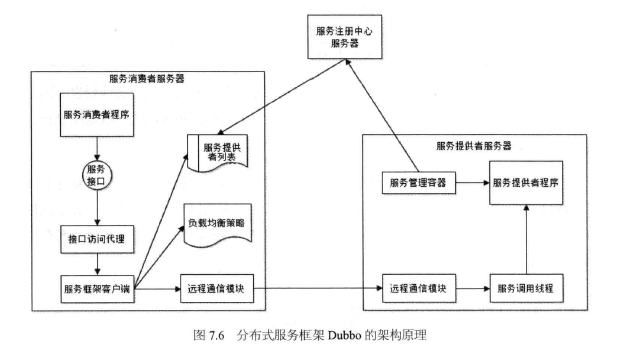 服务注册中心
服务器
服务消费者服务器
服务消费者程序
服务
接口
接口访问代理
服务框架客户端
服务提供
者列表
负载均衡策略
远程通信模块
服务提供者服务器
服务管理容器
服务提供者程序
远程通信模块
服务调用线程
图 7.6 分布式服务框架 Dubbo 的架构原理